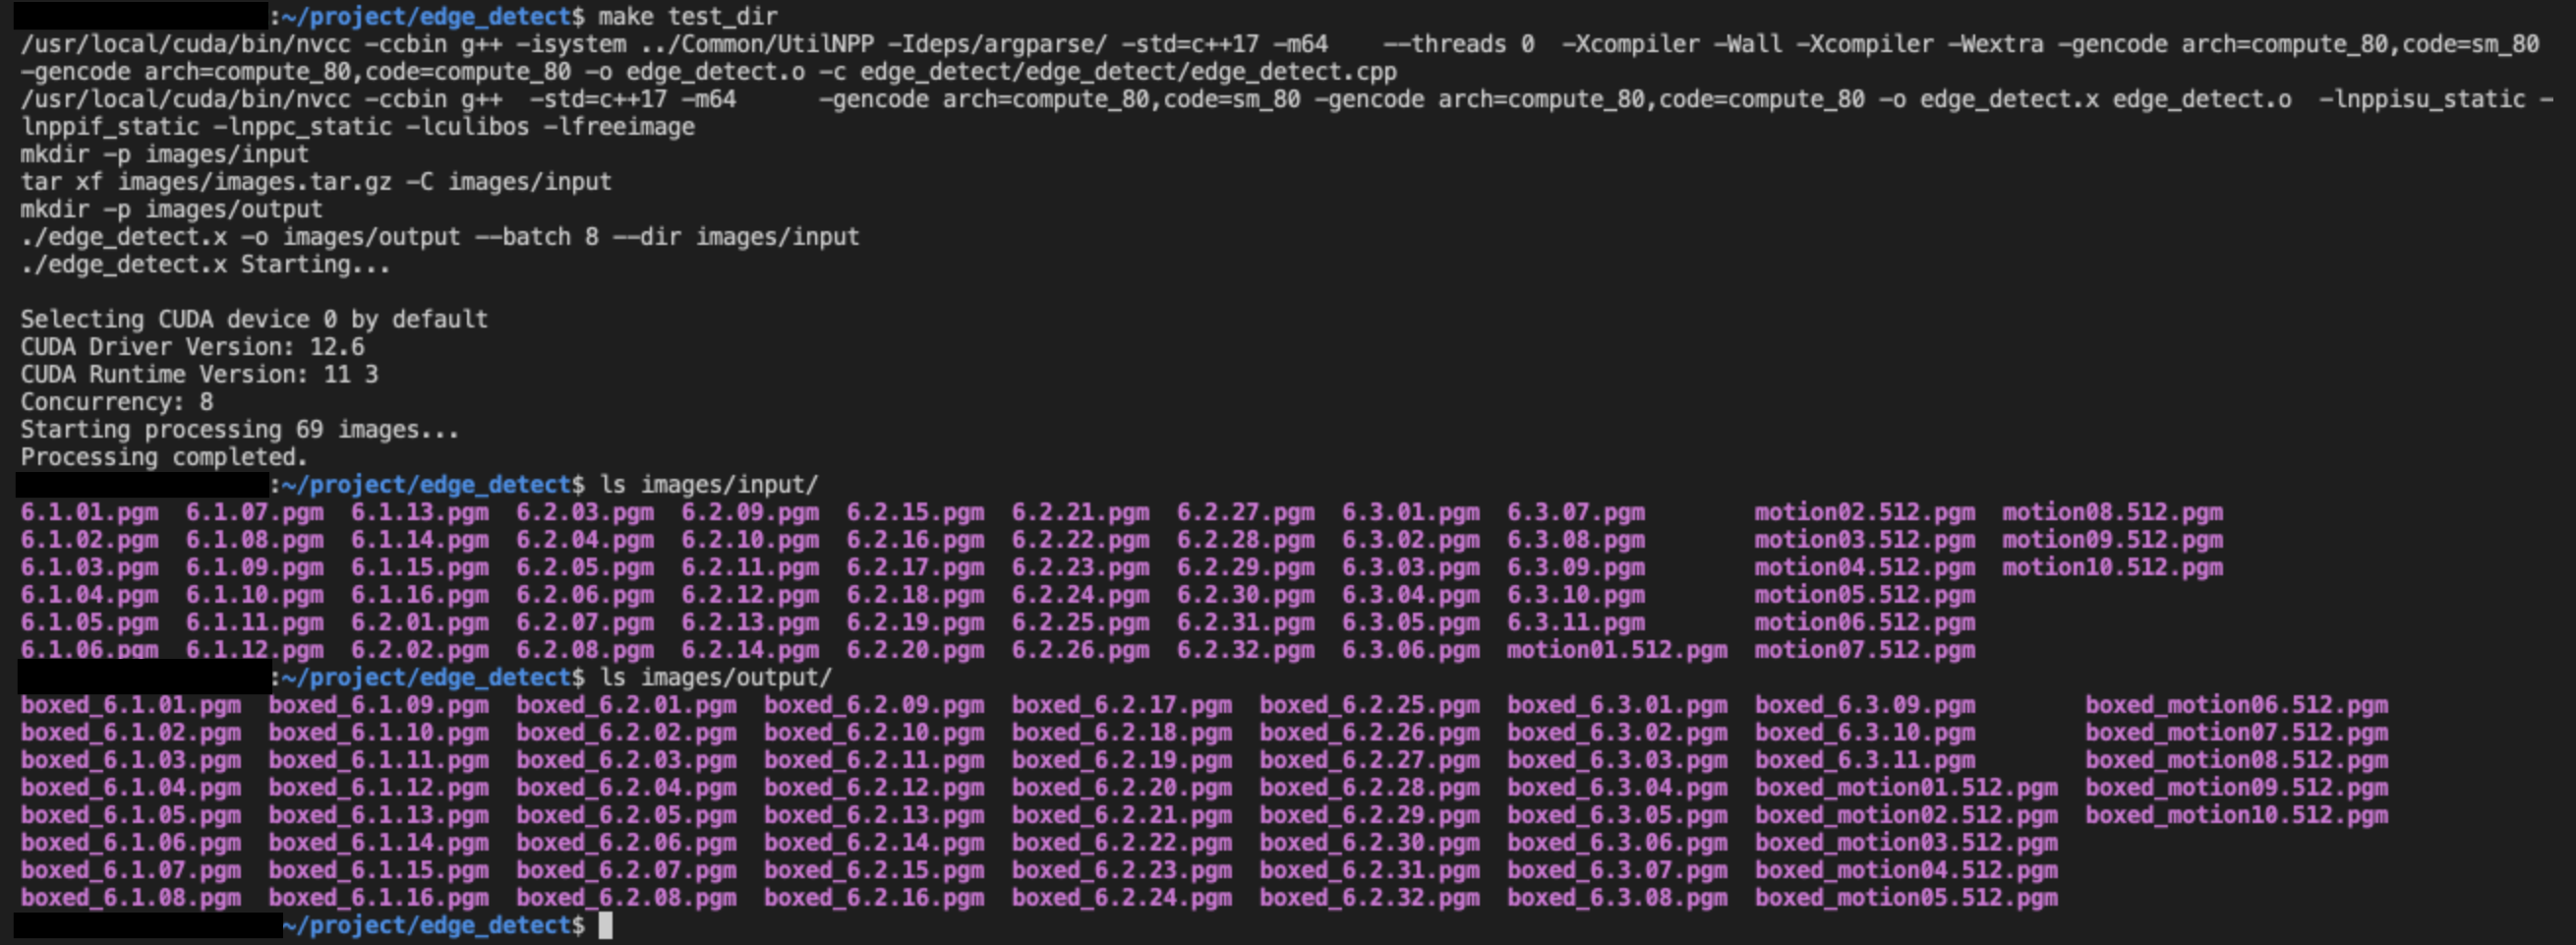 :~/project/edge_detect$ make test_dir
/usr/local/cuda/bin/nvcc -ccbin g++ -isystem ../Common/UtilNPP -Ideps/argparse/ -std=c++17 -m64    --threads 0  -Xcompiler -Wall -Xcompiler -Wextra -gencode arch=compute_80,code=sm_80
-gencode arch=compute_80,code=compute_80 -o edge_detect.o -c edge_detect/edge_detect/edge_detect.cpp
/usr/local/cuda/bin/nvcc -ccbin g++  -std=c++17 -m64      -gencode arch=compute_80,code=sm_80 -gencode arch=compute_80,code=compute_80 -o edge_detect.x edge_detect.o  -lnppisu_static -
lnppif_static -lnppc_static -lculibos -lfreeimage
mkdir -p images/input
tar xf images/images.tar.gz -C images/input
mkdir -p images/output
./edge_detect.x -o images/output --batch 8 --dir images/input
./edge_detect.x Starting...
Selecting CUDA device 0 by default
CUDA Driver Version: 12.6
CUDA Runtime Version: 11 3
Concurrency: 8
Starting processing 69 images...
Processing completed.
:~/project/edge_detect$ ls images/input/
6.1.01.pgm  6.1.07.pgm  6.1.13.pgm  6.2.03.pgm  6.2.09.pgm  6.2.15.pgm  6.2.21.pgm  6.2.27.pgm  6.3.01.pgm  6.3.07.pgm        motion02.512.pgm  motion08.512.pgm
6.1.02.pgm  6.1.08.pgm  6.1.14.pgm  6.2.04.pgm  6.2.10.pgm  6.2.16.pgm  6.2.22.pgm  6.2.28.pgm  6.3.02.pgm  6.3.08.pgm        motion03.512.pgm  motion09.512.pgm
6.1.03.pgm  6.1.09.pgm  6.1.15.pgm  6.2.05.pgm  6.2.11.pgm  6.2.17.pgm  6.2.23.pgm  6.2.29.pgm  6.3.03.pgm  6.3.09.pgm        motion04.512.pgm  motion10.512.pgm
6.1.04.pgm  6.1.10.pgm  6.1.16.pgm  6.2.06.pgm  6.2.12.pgm  6.2.18.pgm  6.2.24.pgm  6.2.30.pgm  6.3.04.pgm  6.3.10.pgm        motion05.512.pgm
6.1.05.pgm  6.1.11.pgm  6.2.01.pgm  6.2.07.pgm  6.2.13.pgm  6.2.19.pgm  6.2.25.pgm  6.2.31.pgm  6.3.05.pgm  6.3.11.pgm        motion06.512.pgm
6.1.06.pgm  6.1.12.pgm  6.2.02.pgm  6.2.08.pgm  6.2.14.pgm  6.2.20.pgm  6.2.26.pgm  6.2.32.pgm  6.3.06.pgm  motion01.512.pgm  motion07.512.pgm
:~/project/edge_detect$ ls images/output/
boxed_6.1.01.pgm  boxed_6.1.09.pgm  boxed_6.2.01.pgm  boxed_6.2.09.pgm  boxed_6.2.17.pgm  boxed_6.2.25.pgm  boxed_6.3.01.pgm  boxed_6.3.09.pgm        boxed_motion06.512.pgm
boxed_6.1.02.pgm  boxed_6.1.10.pgm  boxed_6.2.02.pgm  boxed_6.2.10.pgm  boxed_6.2.18.pgm  boxed_6.2.26.pgm  boxed_6.3.02.pgm  boxed_6.3.10.pgm        boxed_motion07.512.pgm
boxed_6.1.03.pgm  boxed_6.1.11.pgm  boxed_6.2.03.pgm  boxed_6.2.11.pgm  boxed_6.2.19.pgm  boxed_6.2.27.pgm  boxed_6.3.03.pgm  boxed_6.3.11.pgm        boxed_motion08.512.pgm
boxed_6.1.04.pgm  boxed_6.1.12.pgm  boxed_6.2.04.pgm  boxed_6.2.12.pgm  boxed_6.2.20.pgm  boxed_6.2.28.pgm  boxed_6.3.04.pgm  boxed_motion01.512.pgm  boxed_motion09.512.pgm
boxed_6.1.05.pgm  boxed_6.1.13.pgm  boxed_6.2.05.pgm  boxed_6.2.13.pgm  boxed_6.2.21.pgm  boxed_6.2.29.pgm  boxed_6.3.05.pgm  boxed_motion02.512.pgm  boxed_motion10.512.pgm
boxed_6.1.06.pgm  boxed_6.1.14.pgm  boxed_6.2.06.pgm  boxed_6.2.14.pgm  boxed_6.2.22.pgm  boxed_6.2.30.pgm  boxed_6.3.06.pgm  boxed_motion03.512.pgm
boxed_6.1.07.pgm  boxed_6.1.15.pgm  boxed_6.2.07.pgm  boxed_6.2.15.pgm  boxed_6.2.23.pgm  boxed_6.2.31.pgm  boxed_6.3.07.pgm  boxed_motion04.512.pgm
boxed_6.1.08.pgm  boxed_6.1.16.pgm  boxed_6.2.08.pgm  boxed_6.2.16.pgm  boxed_6.2.24.pgm  boxed_6.2.32.pgm  boxed_6.3.08.pgm  boxed_motion05.512.pgm
~/project/edge_detect$